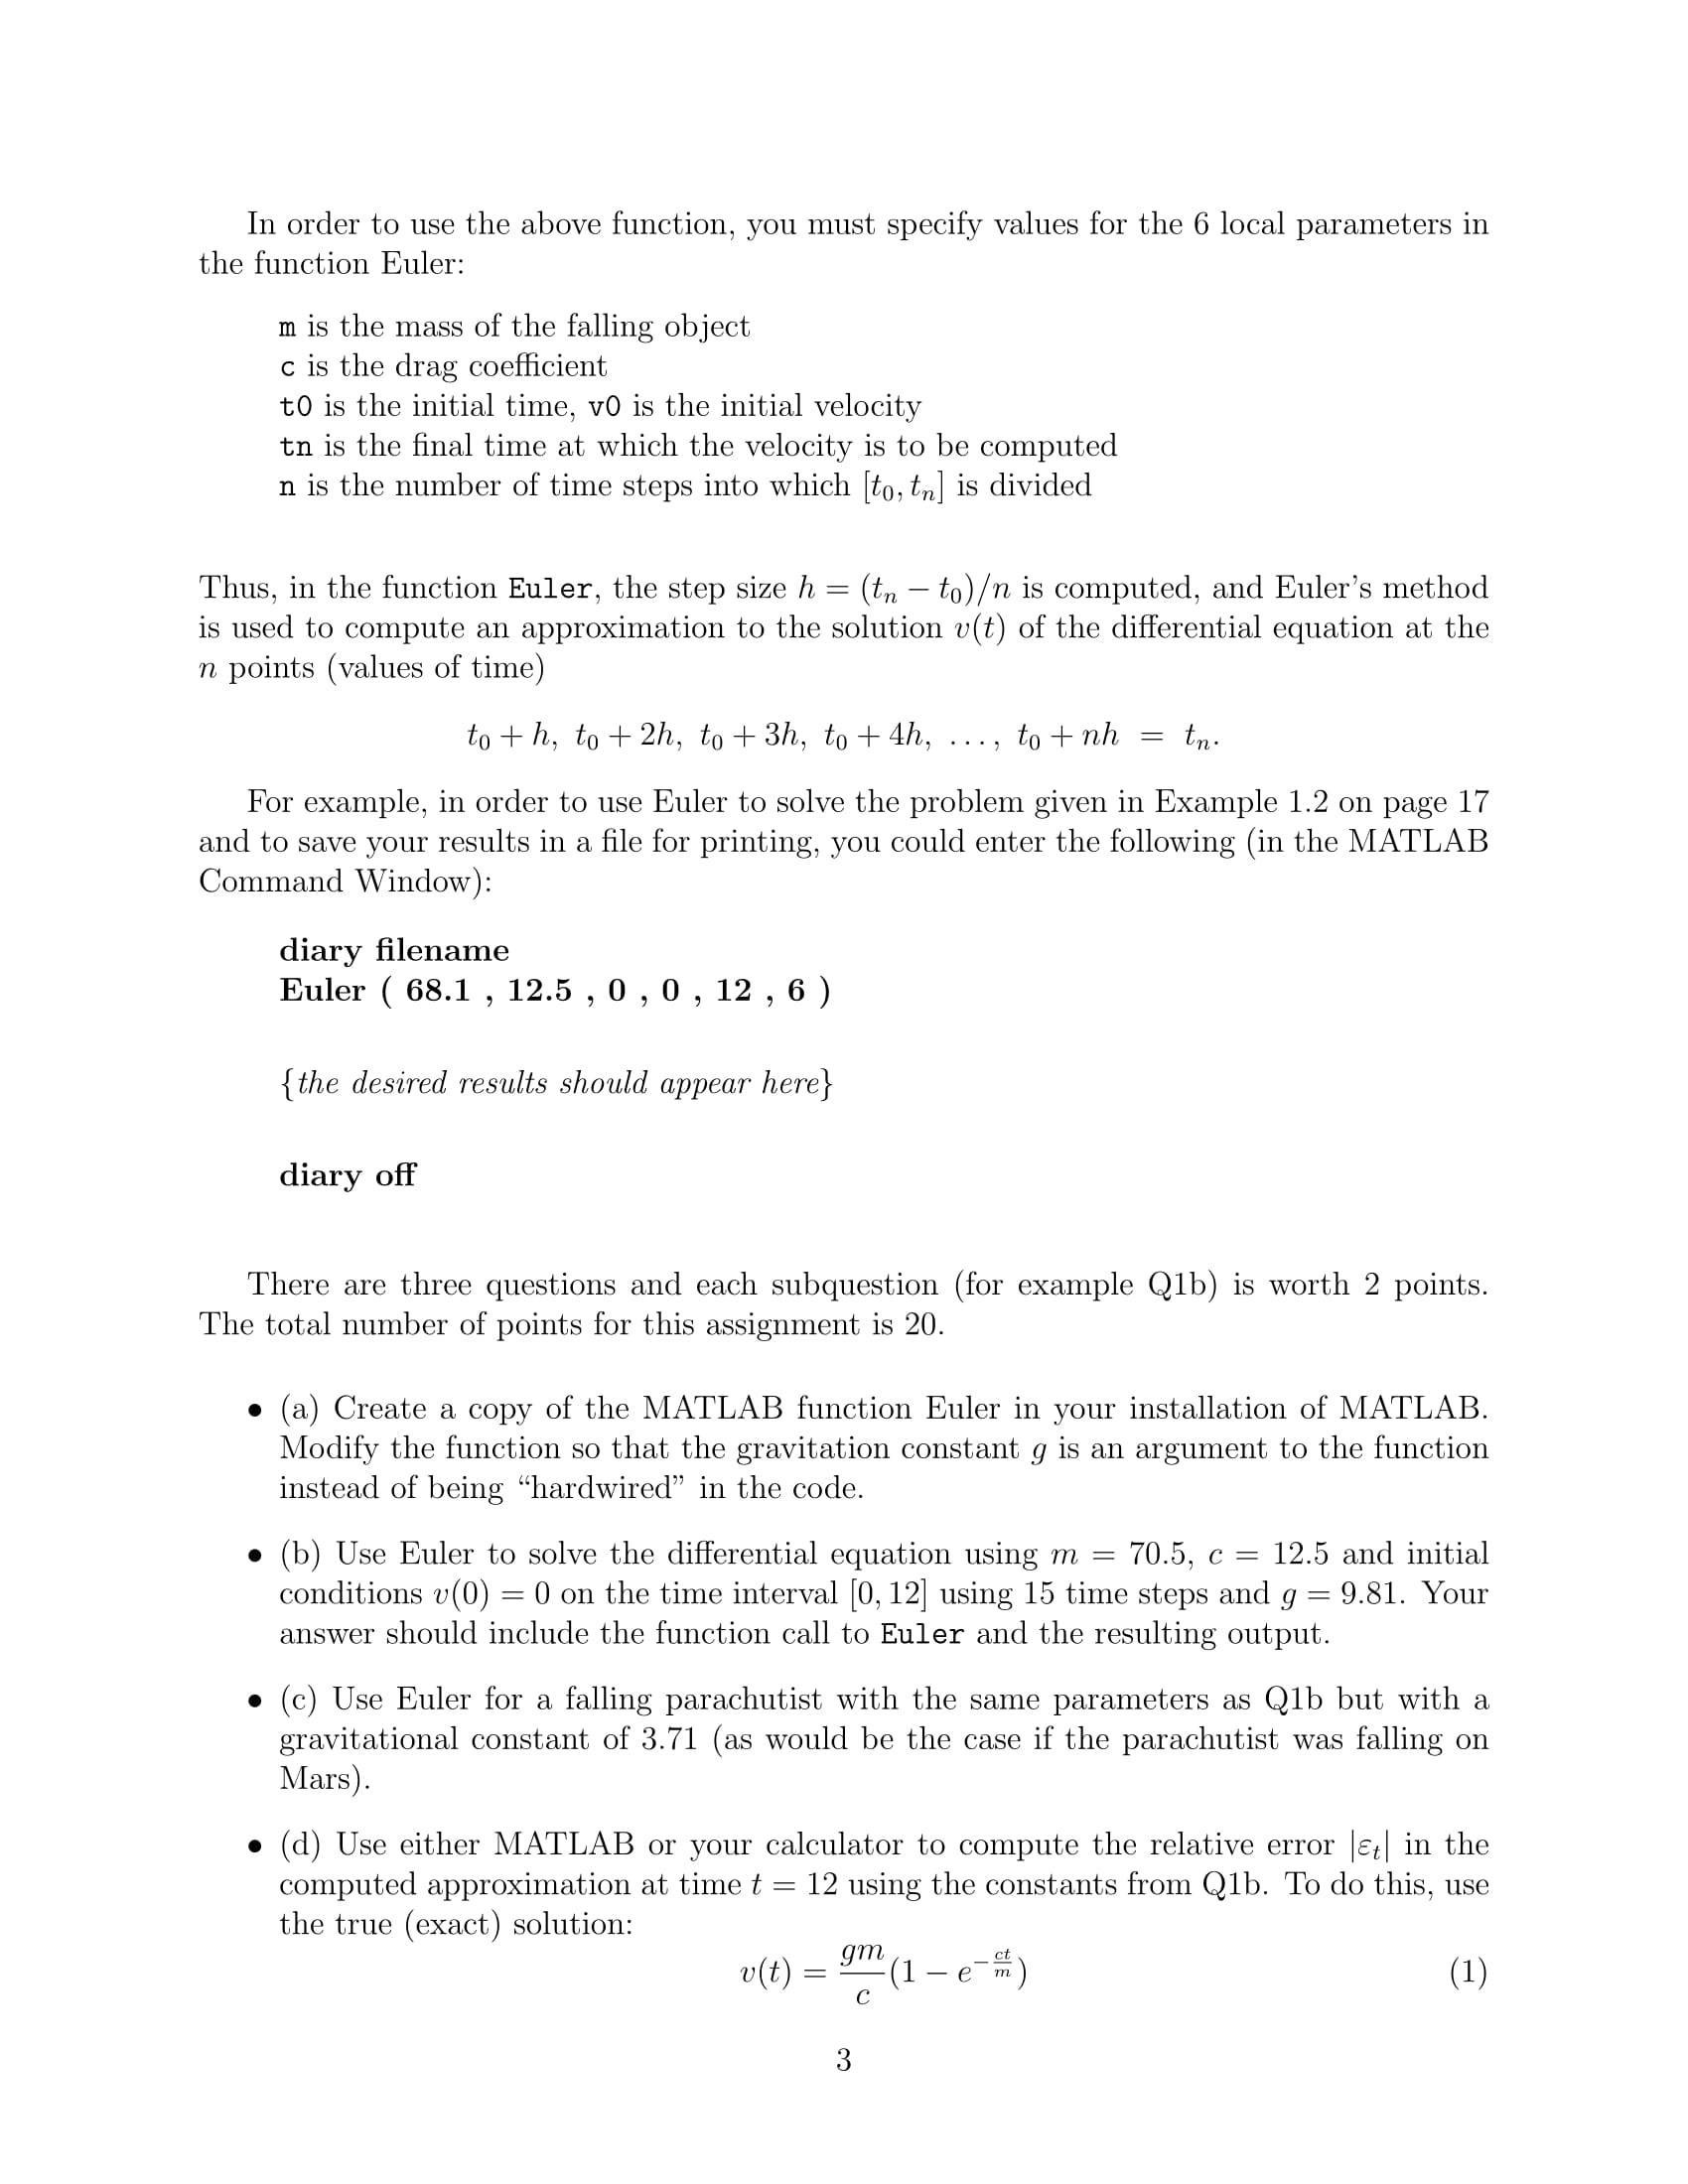 In order to use the above function, you must specify values for the 6 local parameters in
the function Euler:
m is the mass of the falling object
c is the drag coefficient
t0 is the initial time, v0 is the initial velocity
tn is the final time at which the velocity is to be computed
n is the number of time steps into which [t₀, tₙ] is divided
Thus, in the function Euler, the step size h = (tₙ − t₀)/n is computed, and Euler's method
is used to compute an approximation to the solution v(t) of the differential equation at the
n points (values of time)
t₀ + h, t₀ + 2h, t₀ + 3h, t₀ + 4h, ..., t₀ + nh = tₙ.
For example, in order to use Euler to solve the problem given in Example 1.2 on page 17
and to save your results in a file for printing, you could enter the following (in the MATLAB
Command Window):
diary filename
Euler ( 68.1 , 12.5 , 0 , 0 , 12 , 6 )
{the desired results should appear here}
diary off
There are three questions and each subquestion (for example Q1b) is worth 2 points.
The total number of points for this assignment is 20.
• (a) Create a copy of the MATLAB function Euler in your installation of MATLAB.
Modify the function so that the gravitation constant g is an argument to the function
instead of being “hardwired” in the code.
• (b) Use Euler to solve the differential equation using m = 70.5, c = 12.5 and initial
conditions v(0) = 0 on the time interval [0, 12] using 15 time steps and g = 9.81. Your
answer should include the function call to Euler and the resulting output.
• (c) Use Euler for a falling parachutist with the same parameters as Q1b but with a
gravitational constant of 3.71 (as would be the case if the parachutist was falling on
Mars).
• (d) Use either MATLAB or your calculator to compute the relative error |εₜ| in the
computed approximation at time t = 12 using the constants from Q1b. To do this, use
the true (exact) solution:
v(t) = gm/c (1 − e^{−ct/m}) (1)
3